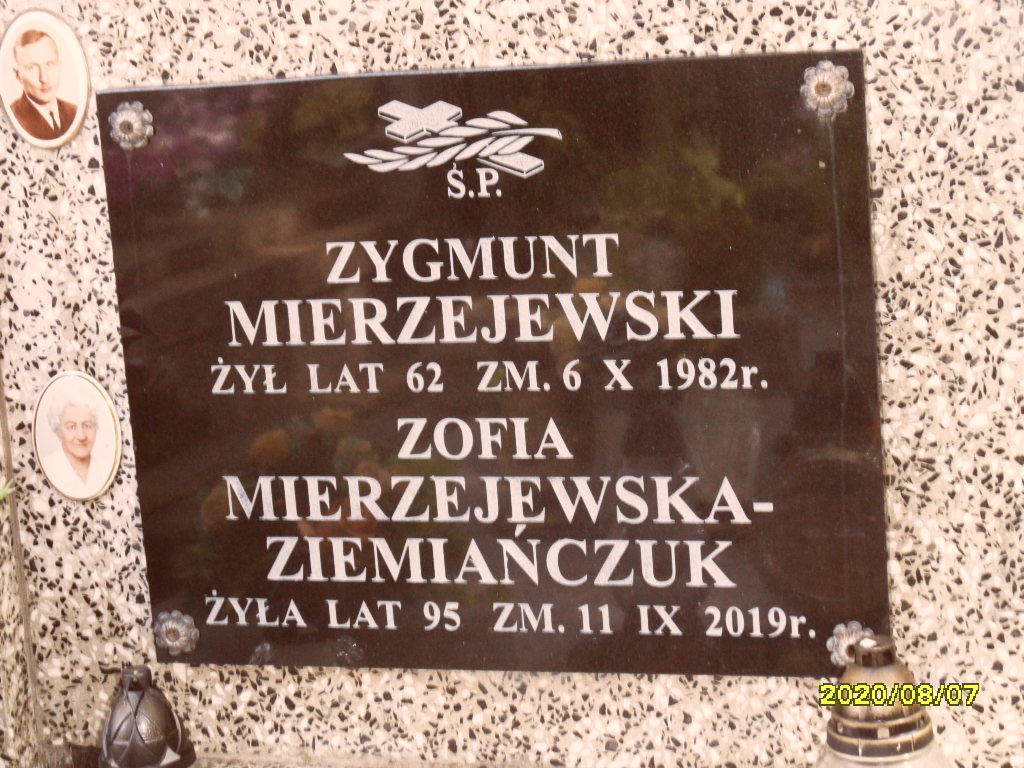 Ś.P.
ZYGMUNT
MIERZEJEWSKI
ŻYŁ LAT 62 ZM. 6 X 1982r.
ZOFIA
MIERZEJEWSKA-
ZIEMIAŃCZUK
ŻYŁA LAT 95 ZM. 11 IX 2019r.
2020/08/07